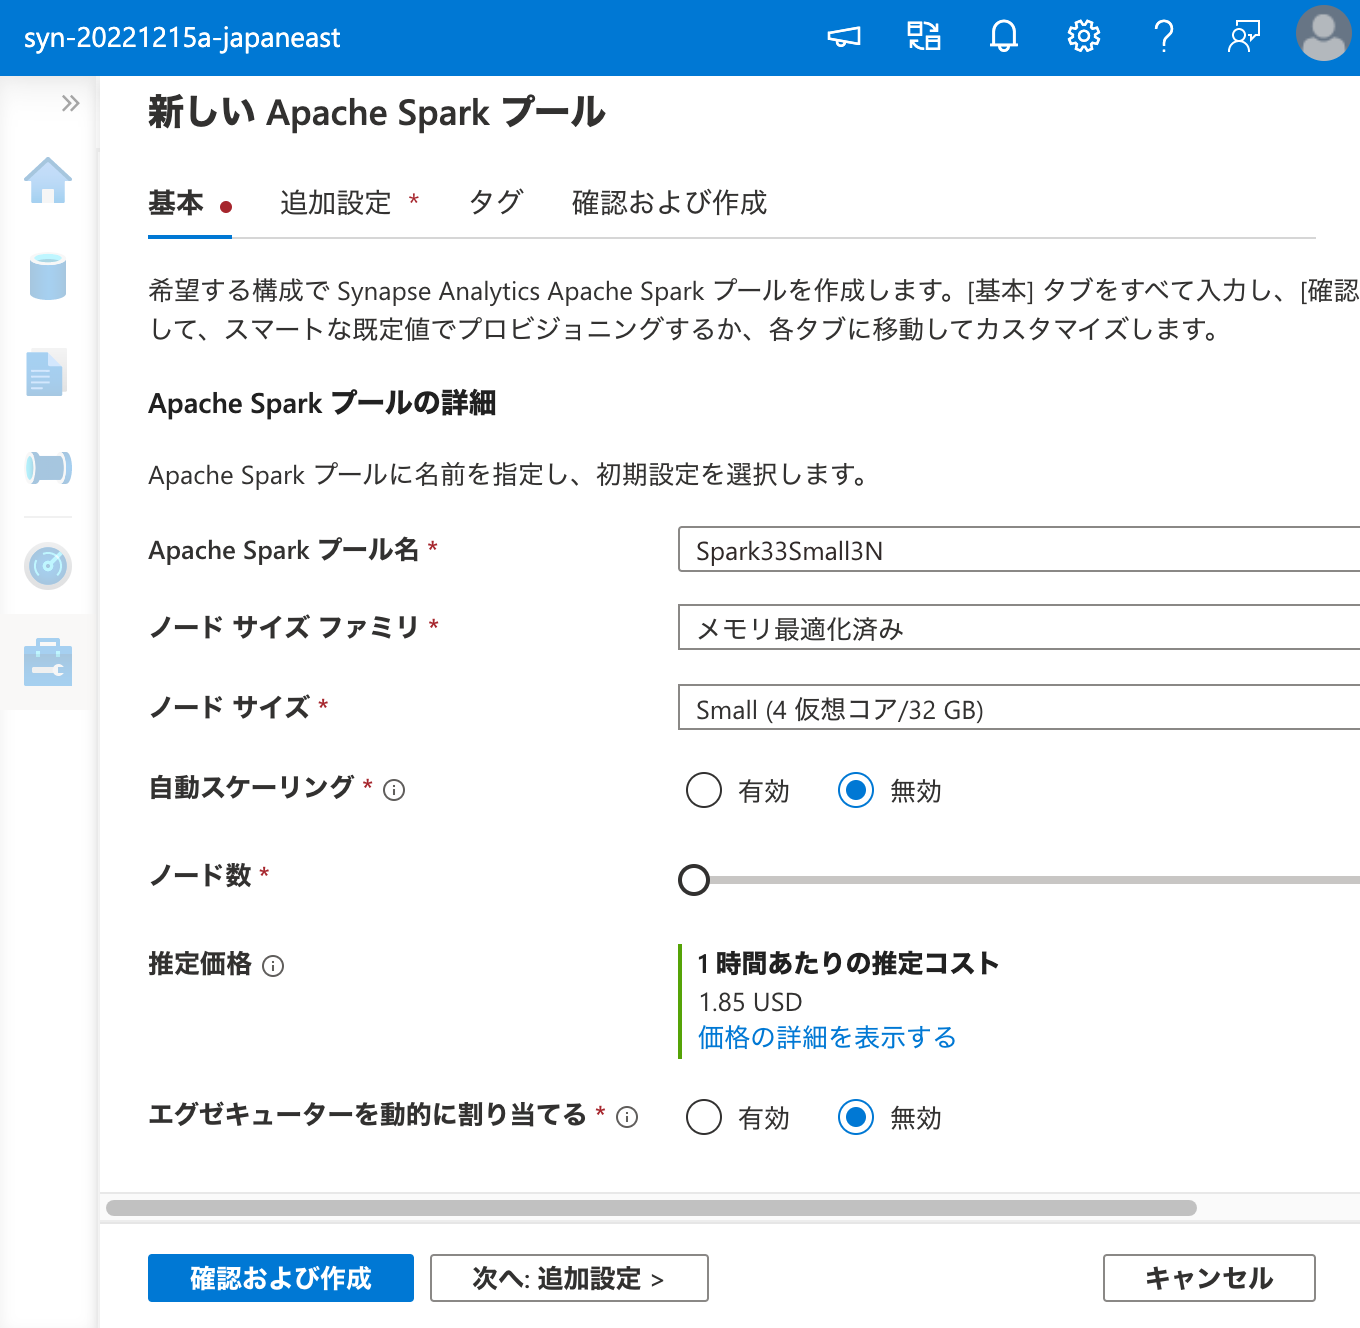 syn-20221215a-japaneast
新しい Apache Spark プール
基本 追加設定 * タグ 確認および作成
希望する構成で Synapse Analytics Apache Spark プールを作成します。[基本] タブをすべて入力し、[確認
して、スマートな既定値でプロビジョニングするか、各タブに移動してカスタマイズします。
Apache Spark プールの詳細
Apache Spark プールに名前を指定し、初期設定を選択します。
Apache Spark プール名 * Spark33Small3N
ノード サイズ ファミリ * メモリ最適化済み
ノード サイズ * Small (4 仮想コア/32 GB)
自動スケーリング * 有効 無効
ノード数 *
推定価格 1 時間あたりの推定コスト
1.85 USD
価格の詳細を表示する
エグゼキューターを動的に割り当てる * 有効 無効
確認および作成 次へ: 追加設定 > キャンセル